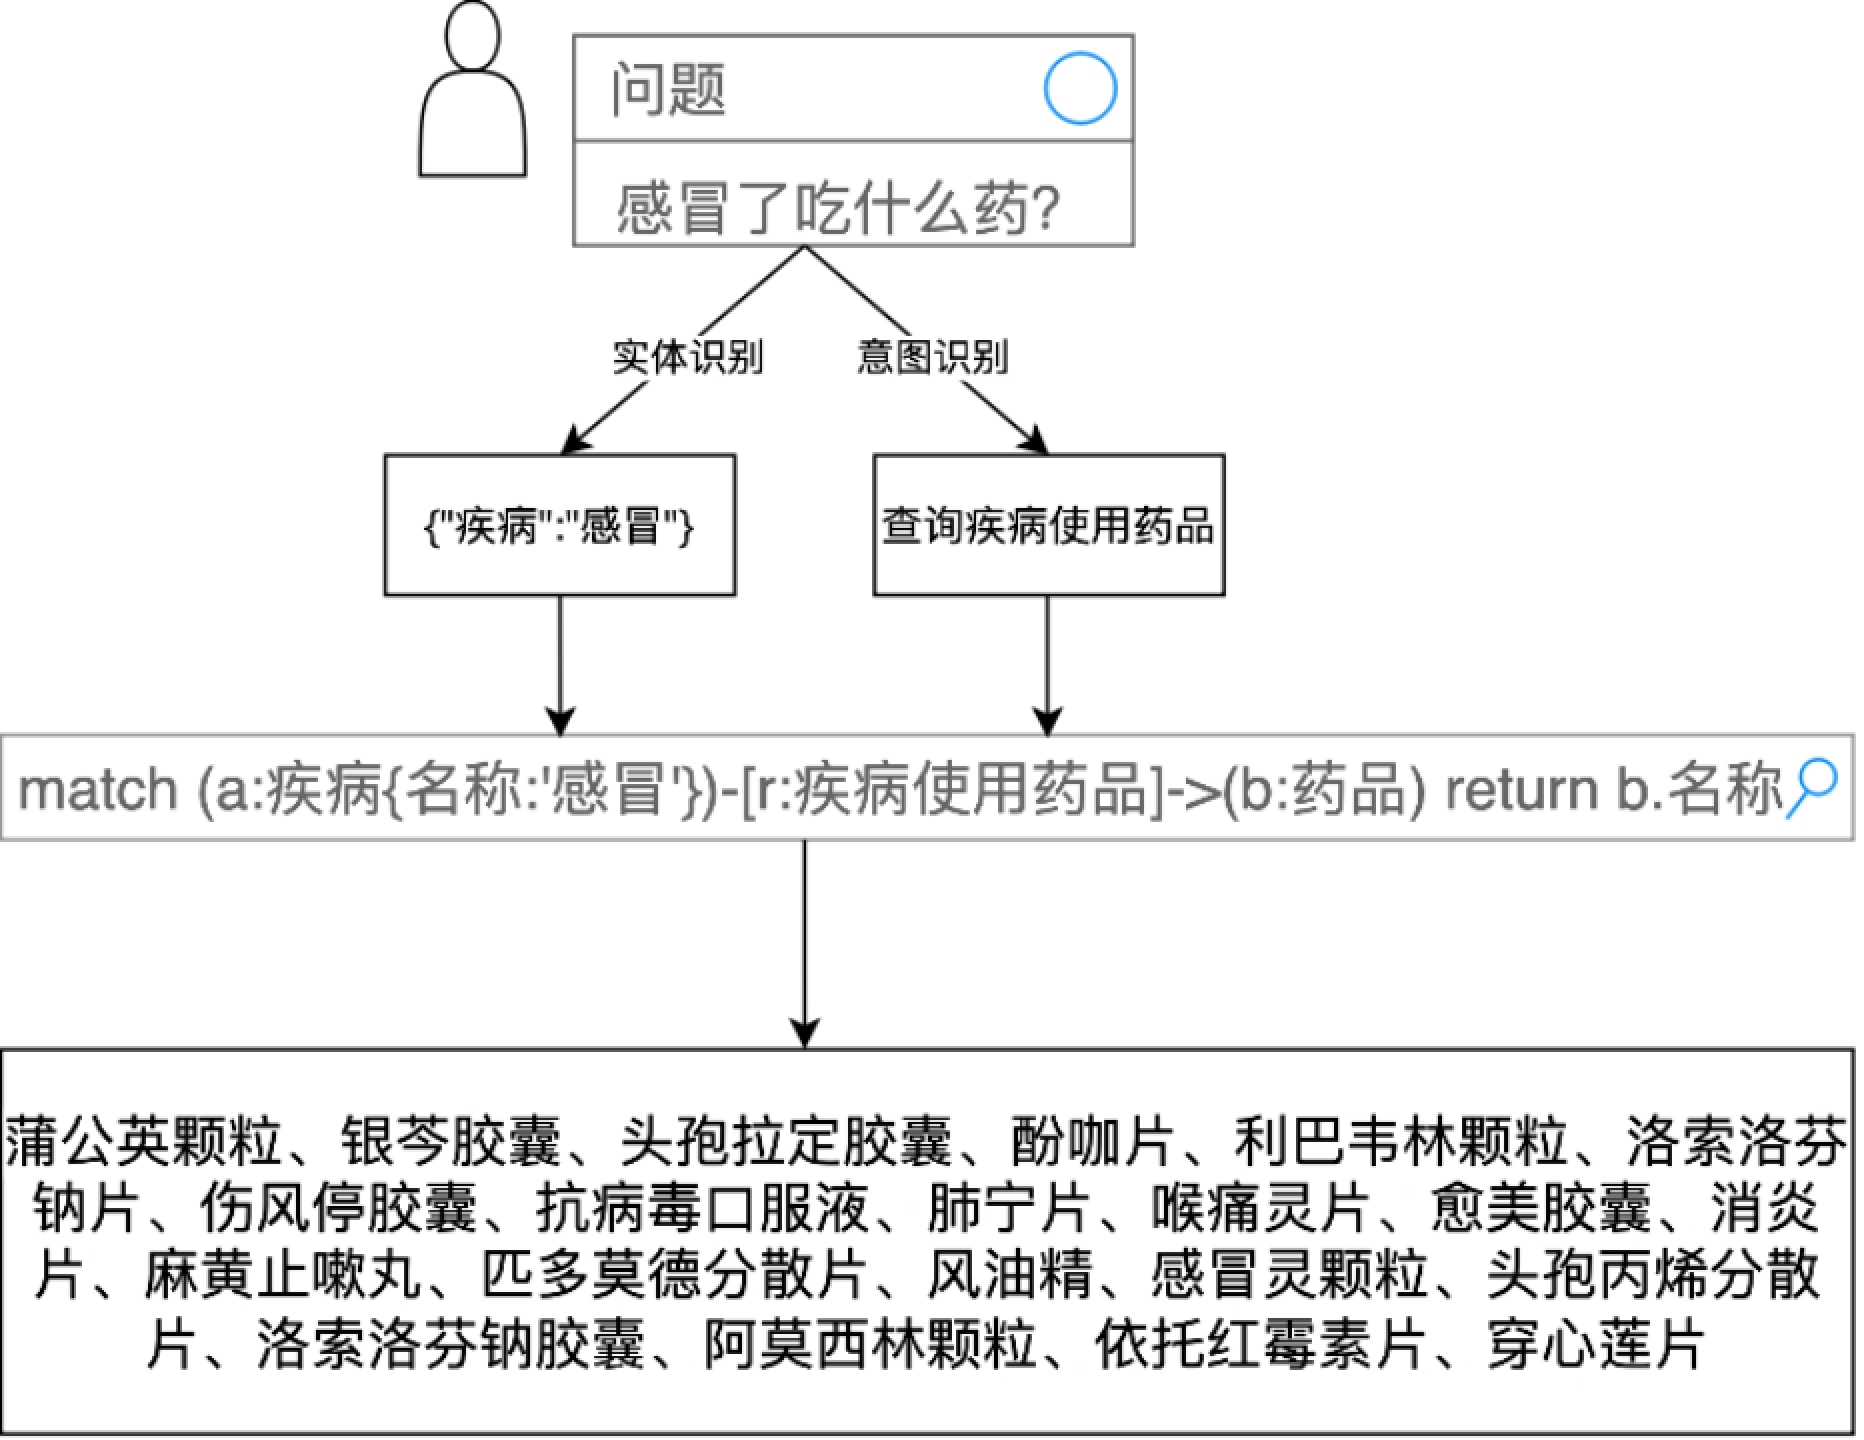 问题
感冒了吃什么药?
实体识别
意图识别
{"疾病":"感冒"}
查询疾病使用药品
match (a:疾病{名称:'感冒'})-[r:疾病使用药品]->(b:药品) return b.名称
蒲公英颗粒、银芩胶囊、头孢拉定胶囊、酚咖片、利巴韦林颗粒、洛索洛芬
钠片、伤风停胶囊、抗病毒口服液、肺宁片、喉痛灵片、愈美胶囊、消炎
片、麻黄止嗽丸、匹多莫德分散片、风油精、感冒灵颗粒、头孢丙烯分散
片、洛索洛芬钠胶囊、阿莫西林颗粒、依托红霉素片、穿心莲片